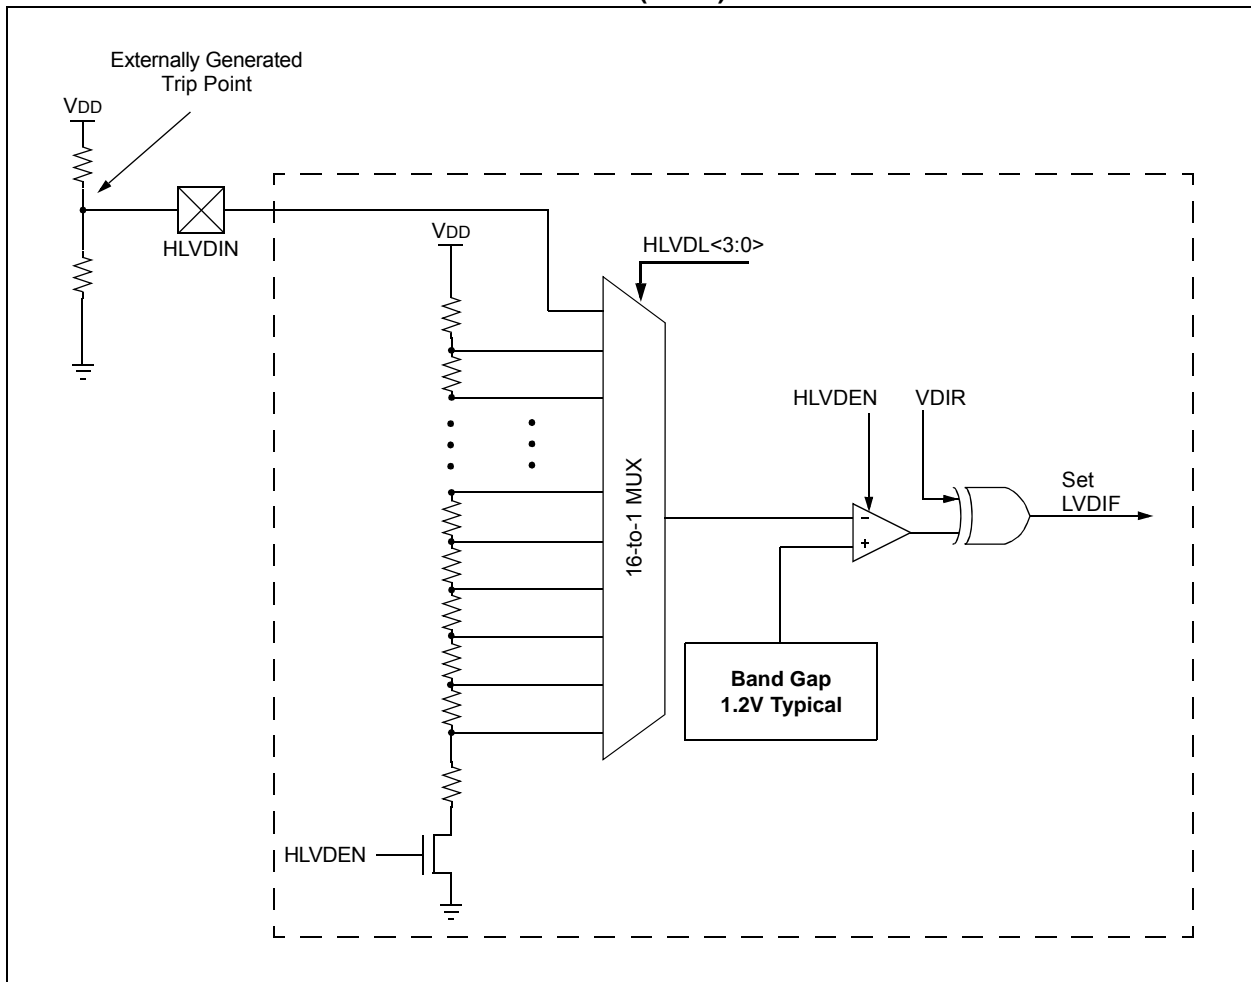 Externally Generated
Trip Point
VDD
HLVDIN
VDD
HLVDL<3:0>
16-to-1 MUX
HLVDEN
VDIR
Set
LVDIF
–
+
Band Gap
1.2V Typical
HLVDEN